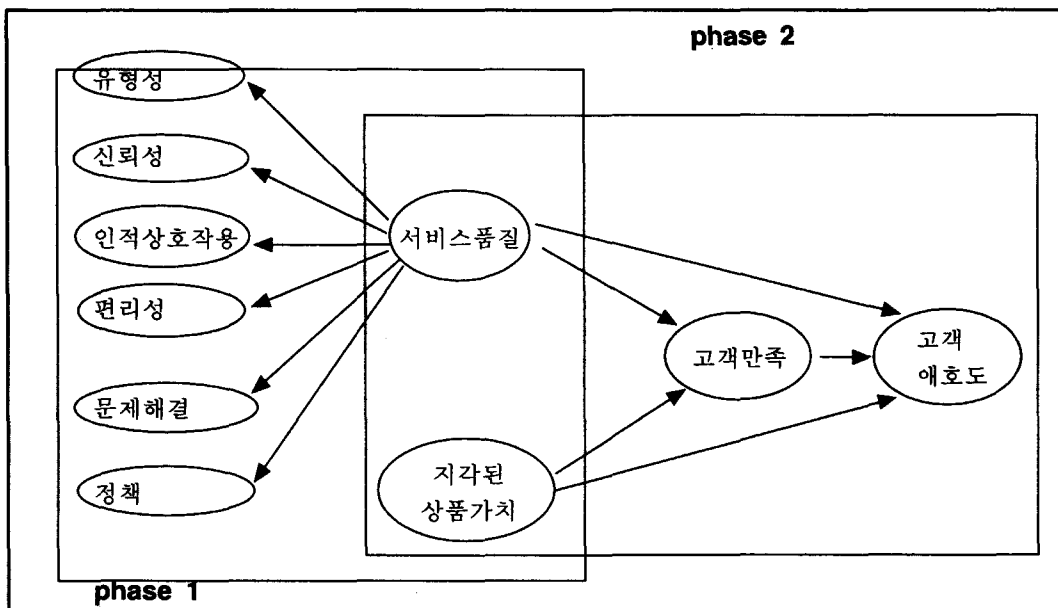 phase 2
유형성
신뢰성
인적상호작용
편리성
문제해결
정책
서비스품질
지각된
상품가치
고객만족
고객
애호도
phase 1